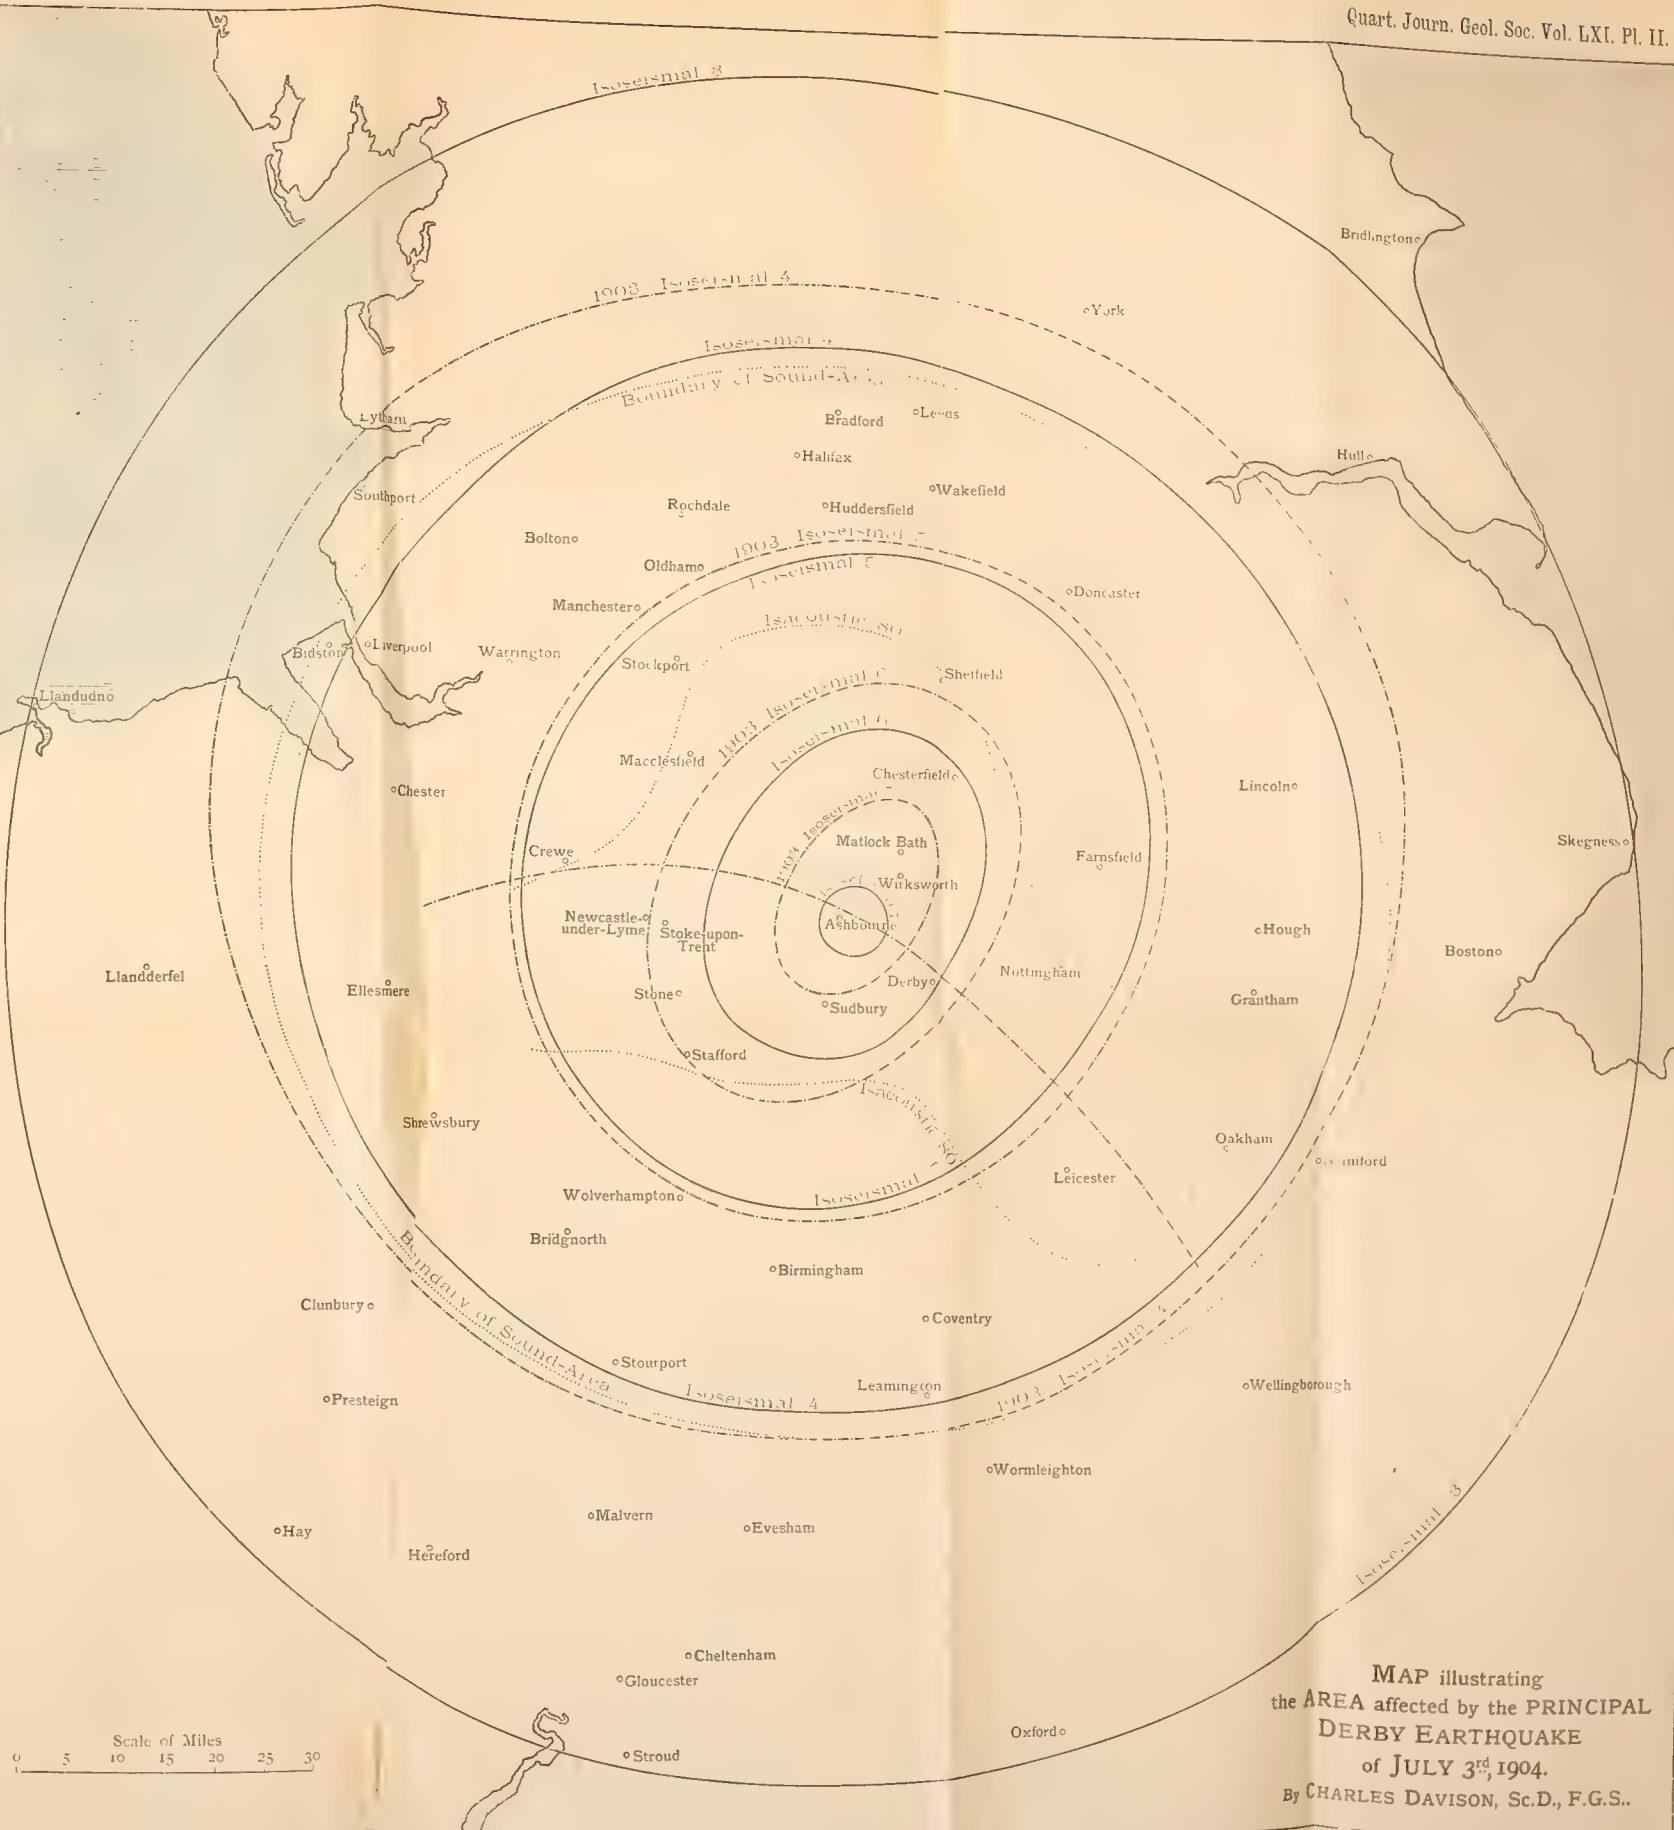 Quart. Journ. Geol. Soc. Vol. LXI. Pl. II.
Isoseismal 3
Bridlington
1903 Isoseismal 4
York
Isoseismal 4
Boundary of Sound-Area
Lytham
Bradford
Leeds
Halifax
Hull
Southport
Wakefield
Rochdale
Huddersfield
Bolton
1903 Isoseismal 5
Oldham
Isoseismal 5
Doncaster
Manchester
Isacoustic 80
Liverpool
Bidston
Warrington
Stockport
Sheffield
Llandudno
1903 Isoseismal 6
Isoseismal 6
Macclesfield
Chesterfield
Chester
Lincoln
1903 Isoseismal
Matlock Bath
Skegness
Crewe
Farnsfield
Wirksworth
Newcastle-
under-Lyme
Stoke-upon-
Trent
Ashbourne
Hough
Boston
Llandderfel
Nottingham
Ellesmere
Stone
Derby
Grantham
Sudbury
Stafford
Isacoustic 80
Shrewsbury
Oakham
Leicester
Wolverhampton
Isoseismal
Bridgnorth
Birmingham
Boundary of Sound-Area
Clunbury
Coventry
1903 Isoseismal 4
Stourport
Leamington
Isoseismal 4
Wellingborough
Presteign
Wormleighton
Malvern
Evesham
Hay
Hereford
Isoseismal 3
Cheltenham
Gloucester
Oxford
Stroud
Scale of Miles
0 5 10 15 20 25 30
MAP illustrating
the AREA affected by the PRINCIPAL
DERBY EARTHQUAKE
of JULY 3rd, 1904.
By CHARLES DAVISON, Sc.D., F.G.S..